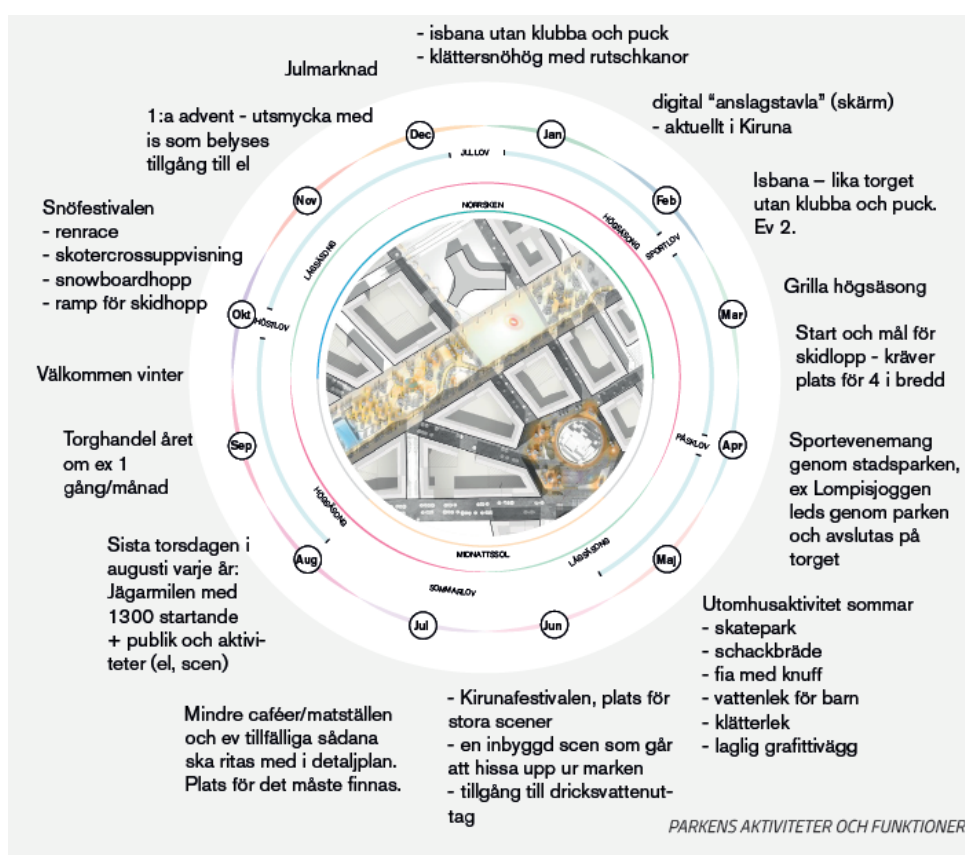 - isbana utan klubba och puck
- klättersnöhög med rutschkanor
Julmarknad
1:a advent - utsmycka med
is som belyses
tillgång till el
digital "anslagstavla" (skärm)
- aktuellt i Kiruna
Isbana – lika torget
utan klubba och puck.
Ev 2.
Snöfestivalen
- renrace
- skotercrossuppvisning
- snowboardhopp
- ramp för skidhopp
Grilla högsäsong
Start och mål för
skidlopp - kräver
plats för 4 i bredd
Välkommen vinter
Torghandel året
om ex 1
gång/månad
Sportevenemang
genom stadsparken,
ex Lompisjoggen
leds genom parken
och avslutas på
torget
Sista torsdagen i
augusti varje år:
Jägarmilen med
1300 startande
+ publik och aktivi-
teter (el, scen)
Utomhusaktivitet sommar
- skatepark
- schackbräde
- fia med knuff
- vattenlek för barn
- klätterlek
- laglig grafittivägg
Mindre caféer/matställen
och ev tillfälliga sådana
ska ritas med i detaljplan.
Plats för det måste finnas.
- Kirunafestivalen, plats för
stora scener
- en inbyggd scen som går
att hissa upp ur marken
- tillgång till dricksvattenut-
tag
Jan
Feb
Mar
Apr
Maj
Jun
Jul
Aug
Sep
Okt
Nov
Dec
JULLOV
SPORTLOV
PÅSKLOV
SOMMARLOV
HÖSTLOV
HÖGSÄSONG
LÅGSÄSONG
HÖGSÄSONG
LÅGSÄSONG
NORRSKEN
MIDNATTSSOL
PARKENS AKTIVITETER OCH FUNKTIONER